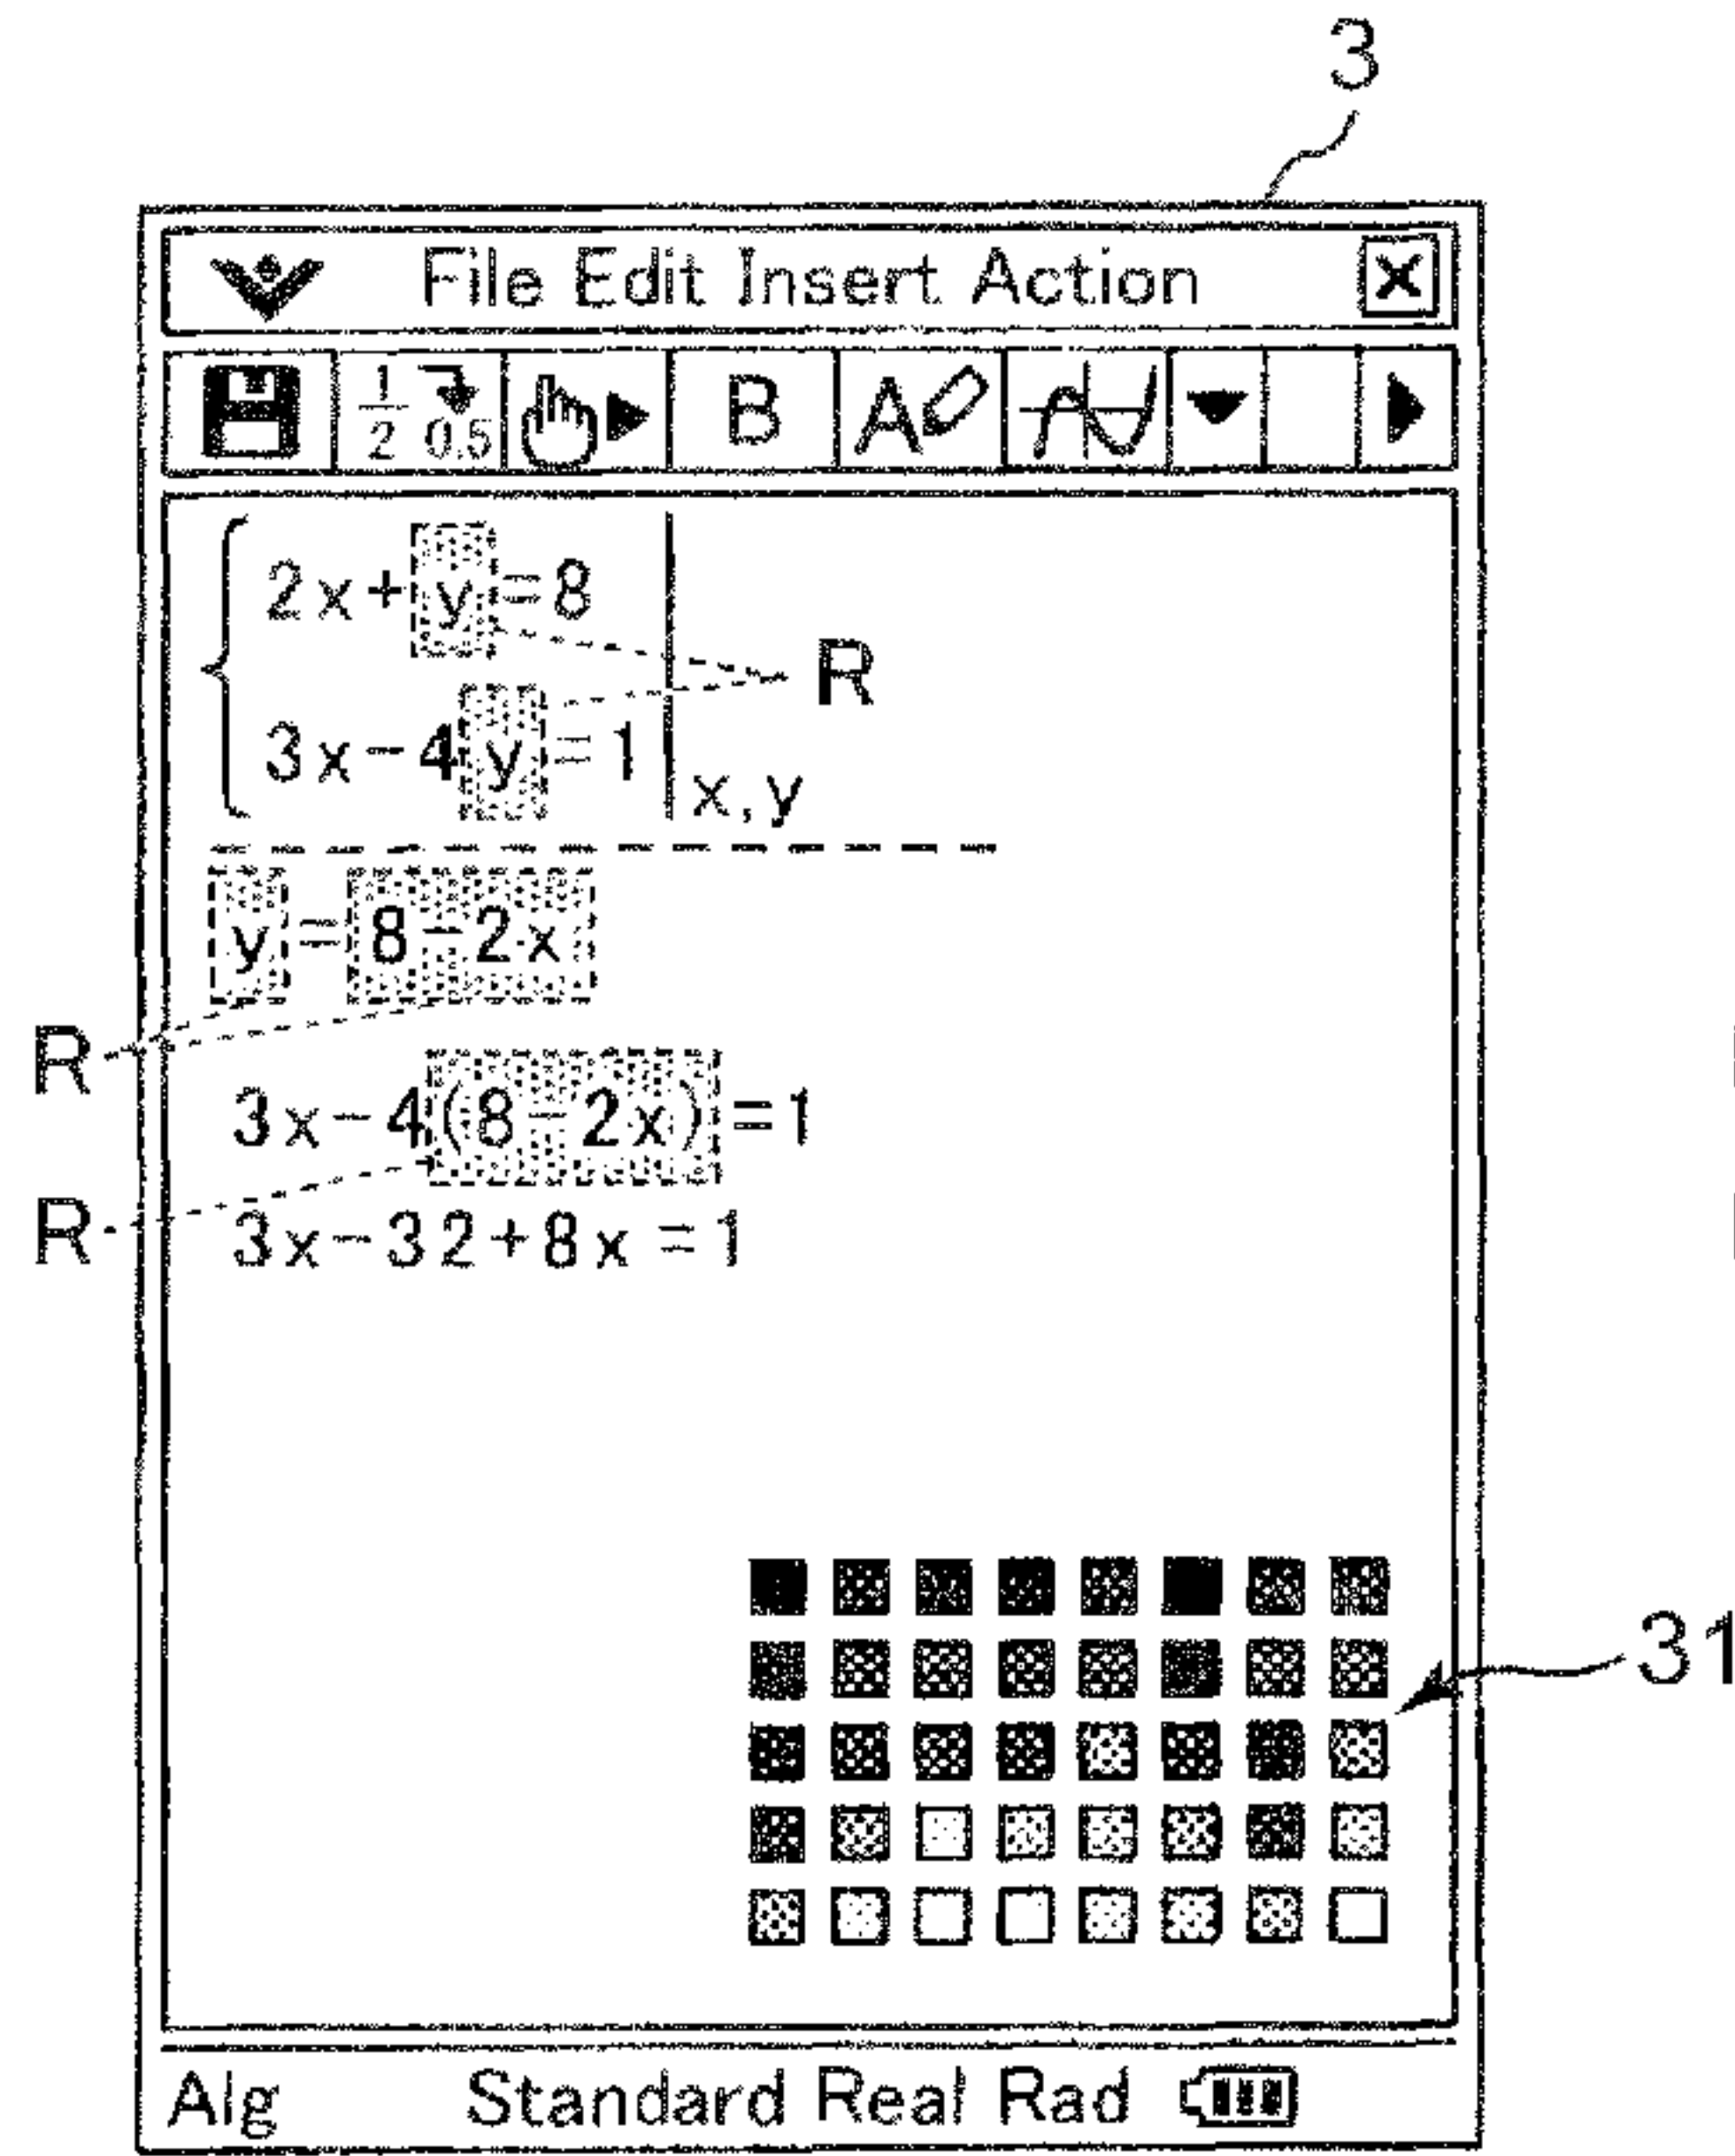 3
File Edit Insert Action
1/2 0.5 B A
2x+y=8
R
3x-4y=1
x,y
y=8-2x
R
3x-4(8-2x)=1
R
3x-32+8x=1
31
Alg Standard Real Rad